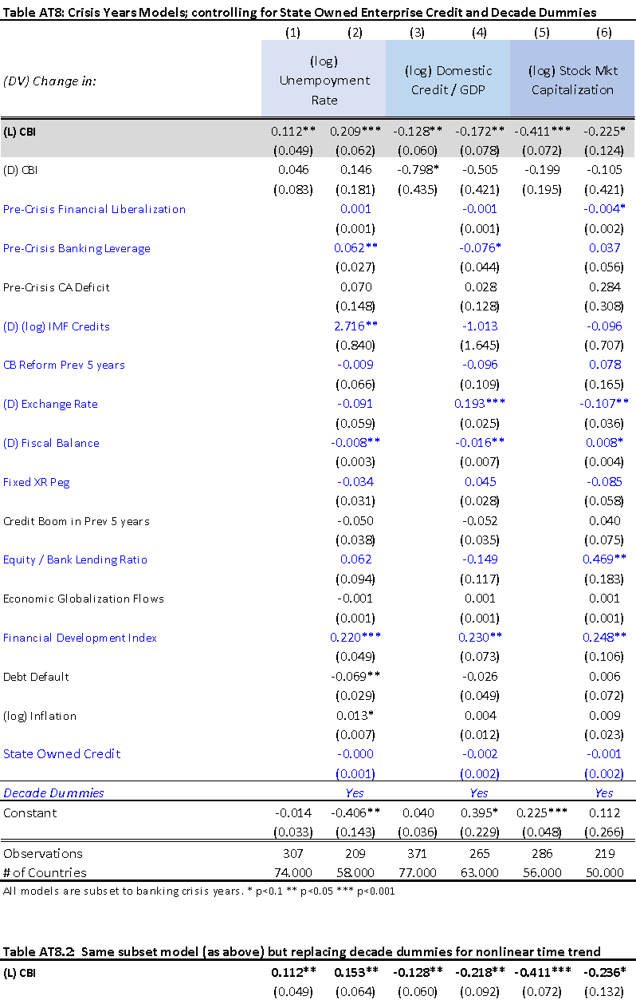 Table AT8: Crisis Years Models; controlling for State Owned Enterprise Credit and Decade Dummies
(1) (2) (3) (4) (5) (6)
(DV) Change in: (log) Unempoyment Rate (log) Domestic Credit / GDP (log) Stock Mkt Capitalization
(L) CBI 0.112** 0.209*** -0.128** -0.172** -0.411*** -0.225*
(0.049) (0.062) (0.060) (0.078) (0.072) (0.124)
(D) CBI 0.046 0.146 -0.798* -0.505 -0.199 -0.105
(0.083) (0.181) (0.435) (0.421) (0.195) (0.421)
Pre-Crisis Financial Liberalization 0.001 -0.001 -0.004*
(0.001) (0.001) (0.002)
Pre-Crisis Banking Leverage 0.062** -0.076* 0.037
(0.027) (0.044) (0.056)
Pre-Crisis CA Deficit 0.070 0.028 0.284
(0.148) (0.128) (0.308)
(D) (log) IMF Credits 2.716** -1.013 -0.096
(0.840) (1.645) (0.707)
CB Reform Prev 5 years -0.009 -0.096 0.078
(0.066) (0.109) (0.165)
(D) Exchange Rate -0.091 0.193*** -0.107**
(0.059) (0.025) (0.036)
(D) Fiscal Balance -0.008** -0.016** 0.008*
(0.003) (0.007) (0.004)
Fixed XR Peg -0.034 0.045 -0.085
(0.031) (0.028) (0.058)
Credit Boom in Prev 5 years -0.050 -0.052 0.040
(0.038) (0.035) (0.075)
Equity / Bank Lending Ratio 0.062 -0.149 0.469**
(0.094) (0.117) (0.183)
Economic Globalization Flows -0.001 0.001 0.001
(0.001) (0.001) (0.001)
Financial Development Index 0.220*** 0.230** 0.248**
(0.049) (0.073) (0.106)
Debt Default -0.069** -0.026 0.006
(0.029) (0.049) (0.072)
(log) Inflation 0.013* 0.004 0.009
(0.007) (0.012) (0.023)
State Owned Credit -0.000 -0.002 -0.001
(0.001) (0.002) (0.002)
Decade Dummies Yes Yes Yes
Constant -0.014 -0.406** 0.040 0.395* 0.225*** 0.112
(0.033) (0.143) (0.036) (0.229) (0.048) (0.266)
Observations 307 209 371 265 286 219
# of Countries 74.000 58.000 77.000 63.000 56.000 50.000
All models are subset to banking crisis years. * p<0.1 ** p<0.05 *** p<0.001
Table AT8.2: Same subset model (as above) but replacing decade dummies for nonlinear time trend
(L) CBI 0.112** 0.153** -0.128** -0.218** -0.411*** -0.236*
(0.049) (0.064) (0.060) (0.092) (0.072) (0.132)